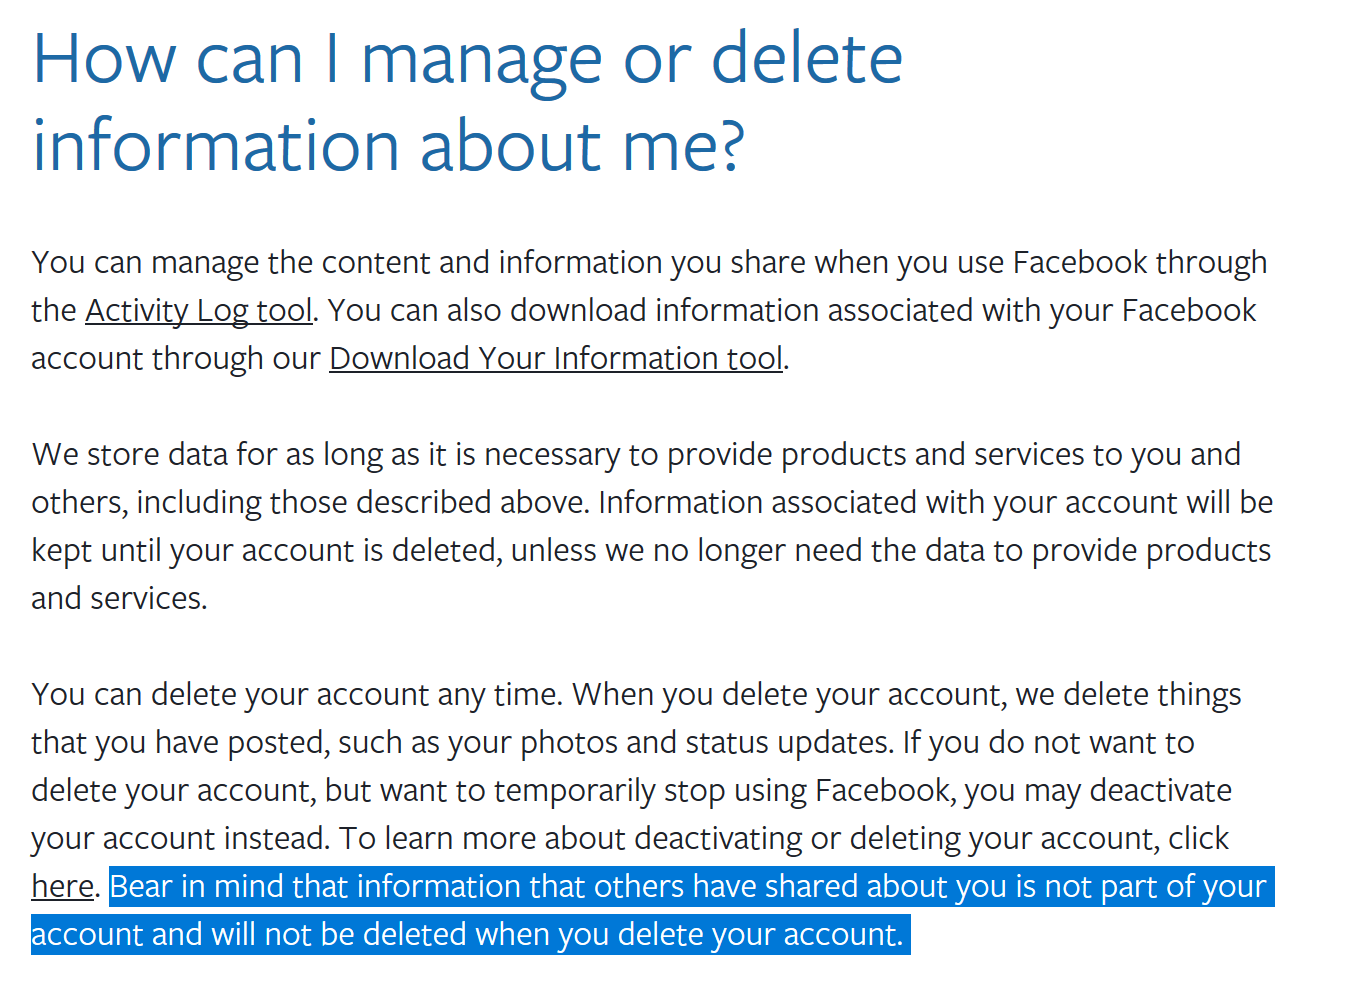 How can I manage or delete
information about me?
You can manage the content and information you share when you use Facebook through
the Activity Log tool. You can also download information associated with your Facebook
account through our Download Your Information tool.
We store data for as long as it is necessary to provide products and services to you and
others, including those described above. Information associated with your account will be
kept until your account is deleted, unless we no longer need the data to provide products
and services.
You can delete your account any time. When you delete your account, we delete things
that you have posted, such as your photos and status updates. If you do not want to
delete your account, but want to temporarily stop using Facebook, you may deactivate
your account instead. To learn more about deactivating or deleting your account, click
here. Bear in mind that information that others have shared about you is not part of your
account and will not be deleted when you delete your account.